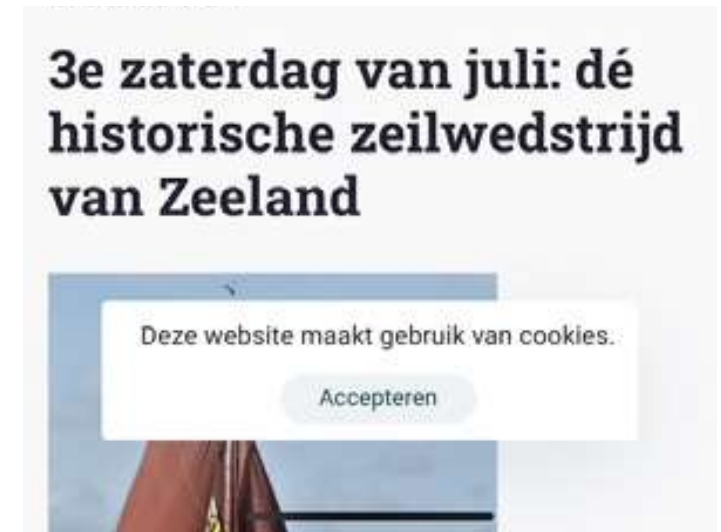 3e zaterdag van juli: dé
historische zeilwedstrijd
van Zeeland
Deze website maakt gebruik van cookies.
Accepteren